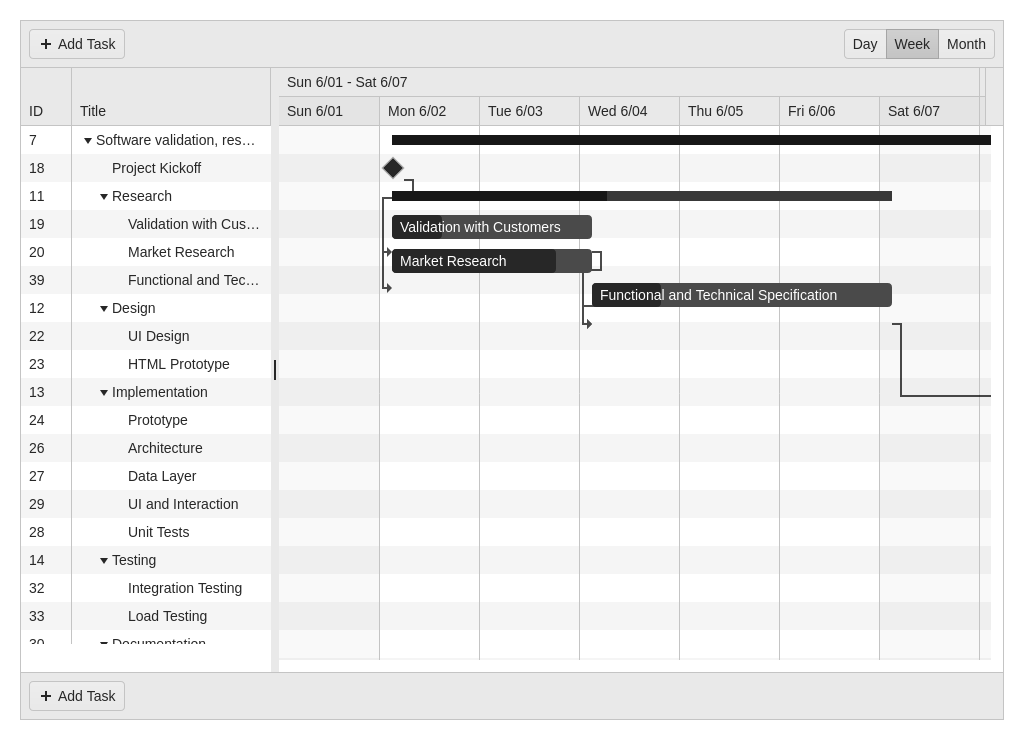 Add Task
Day Week Month
Sun 6/01 - Sat 6/07
ID Title Sun 6/01 Mon 6/02 Tue 6/03 Wed 6/04 Thu 6/05 Fri 6/06 Sat 6/07
7 Software validation, res…
18 Project Kickoff
11 Research
19 Validation with Cus… Validation with Customers
20 Market Research Market Research
39 Functional and Tec… Functional and Technical Specification
12 Design
22 UI Design
23 HTML Prototype
13 Implementation
24 Prototype
26 Architecture
27 Data Layer
29 UI and Interaction
28 Unit Tests
14 Testing
32 Integration Testing
33 Load Testing
30 Documentation
Add Task